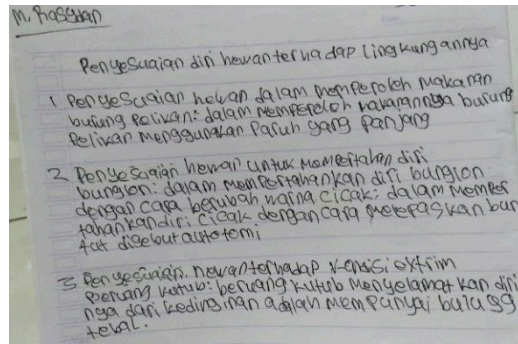 M. Rasydan
Penyesuaian diri hewan terhadap lingkungannya
1 Penyesuaian hewan dalam memperoleh makanan
burung Pelikan: dalam memperoleh makanannya burung
Pelikan menggunakan Paruh yang panjang
2 Penyesuaian hewan untuk mempertahan diri
bunglon: dalam mempertahankan diri bunglon
dengan cara berubah warna cicak: dalam memper
tahankan diri cicak dengan cara melepaskan bun
tut disebut autotomi
3 Penyesuaian hewan terhadap kondisi extrim
beruang kutub: beruang kutub menyelamatkan diri
nya dari kedinginan adalah mempunyai bulu yg
tebal.